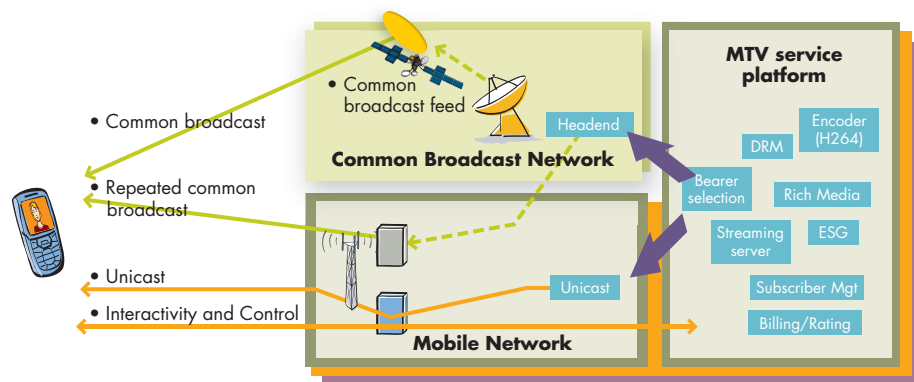 • Common broadcast
• Repeated common
broadcast
• Unicast
• Interactivity and Control
• Common
broadcast feed
Headend
Common Broadcast Network
Unicast
Mobile Network
MTV service
platform
Encoder
(H264)
DRM
Bearer
selection
Rich Media
Streaming
server
ESG
Subscriber Mgt
Billing/Rating